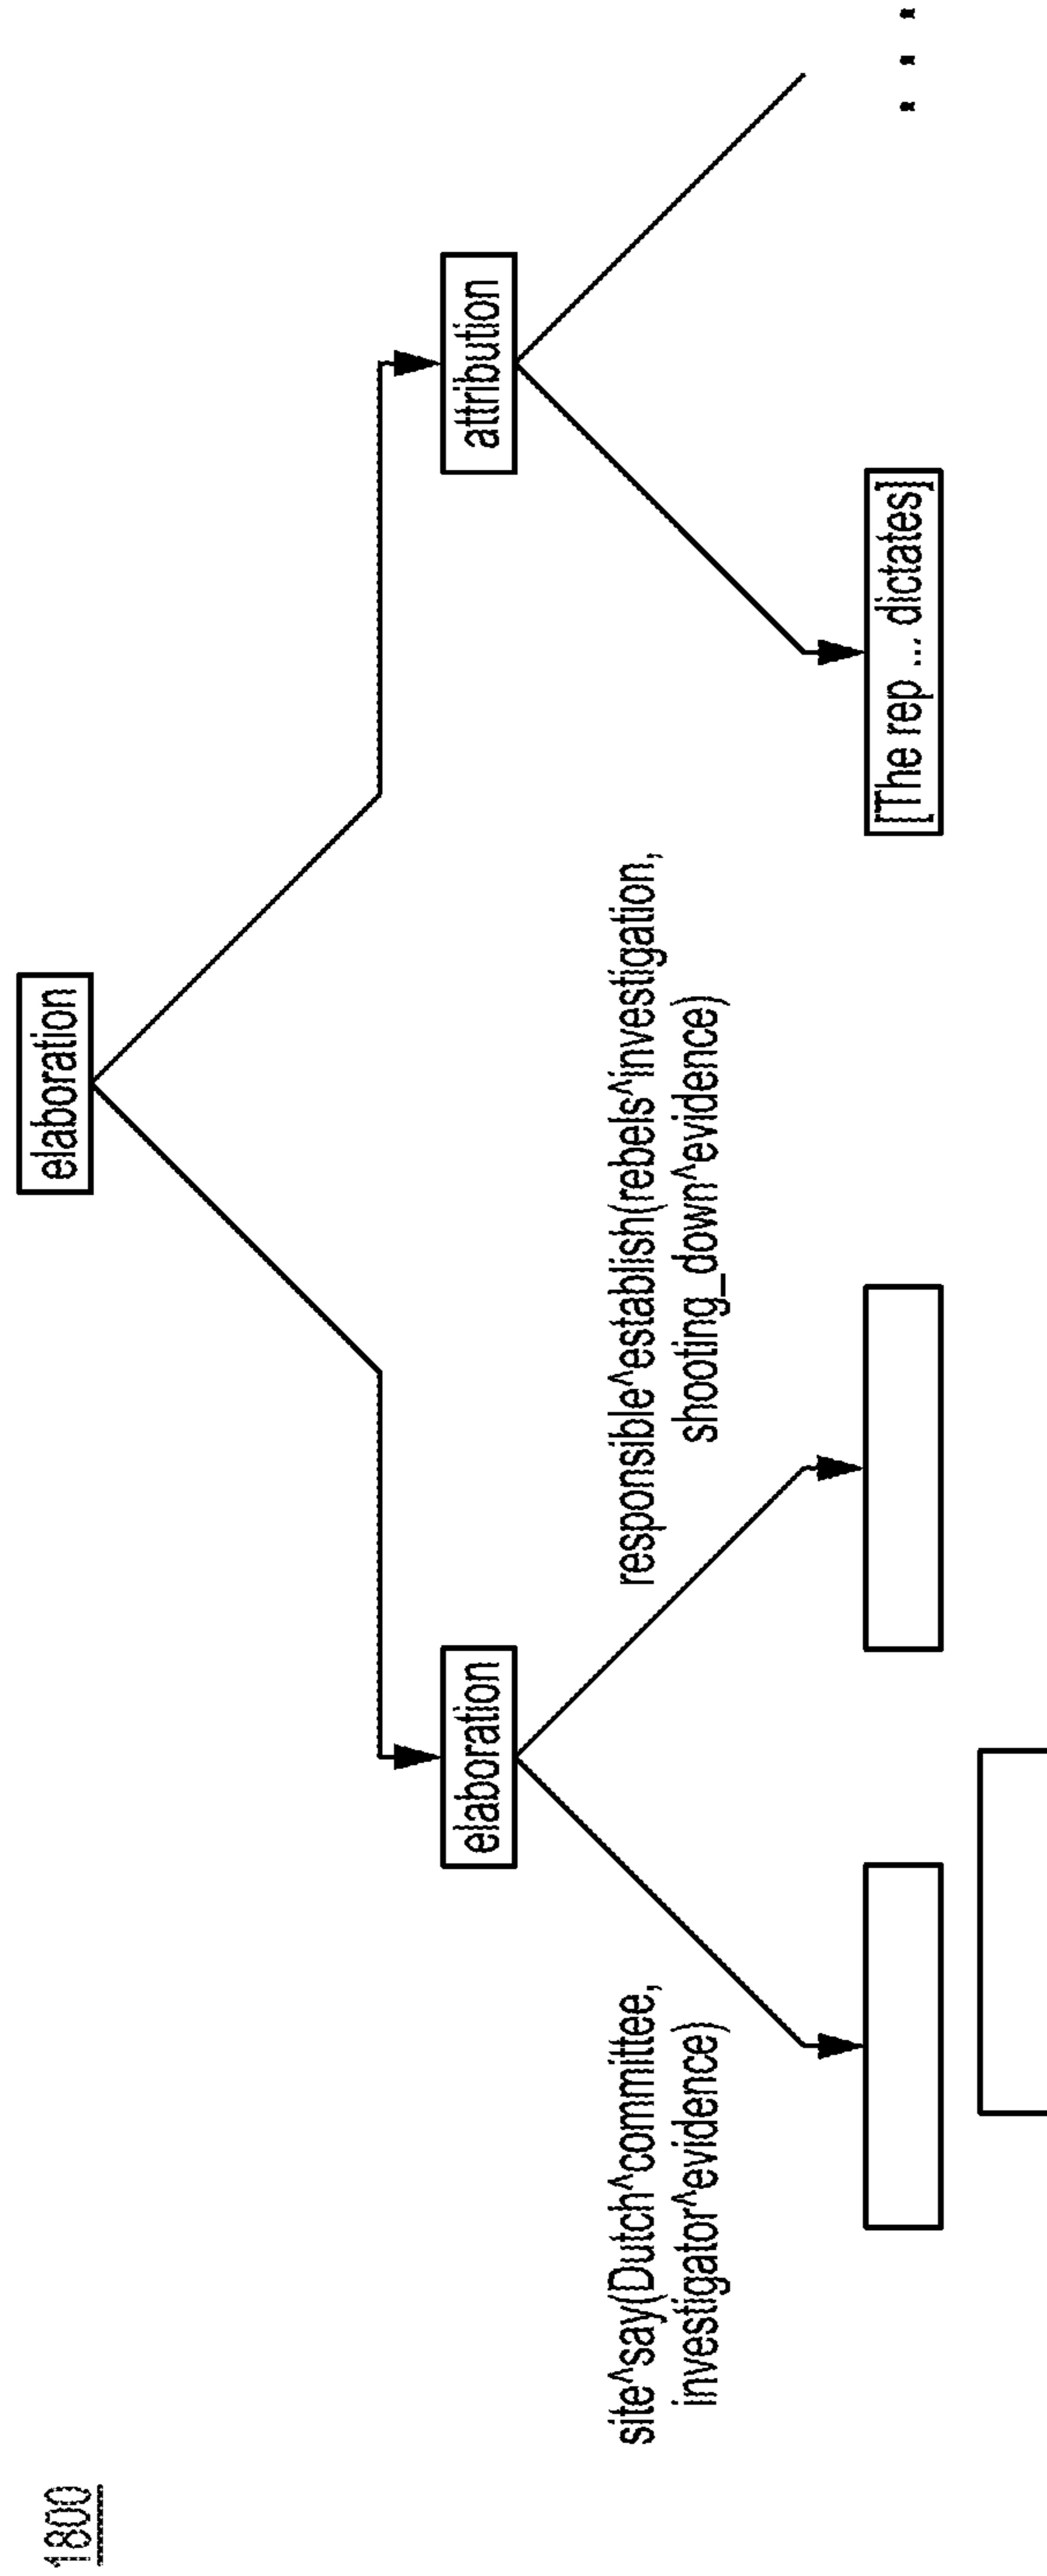 1800
elaboration
elaboration
attribution
site^say(Dutch^committee,
investigator^evidence)
responsible^establish(rebels^investigation,
shooting_down^evidence)
[The rep ... dictates]
. . .